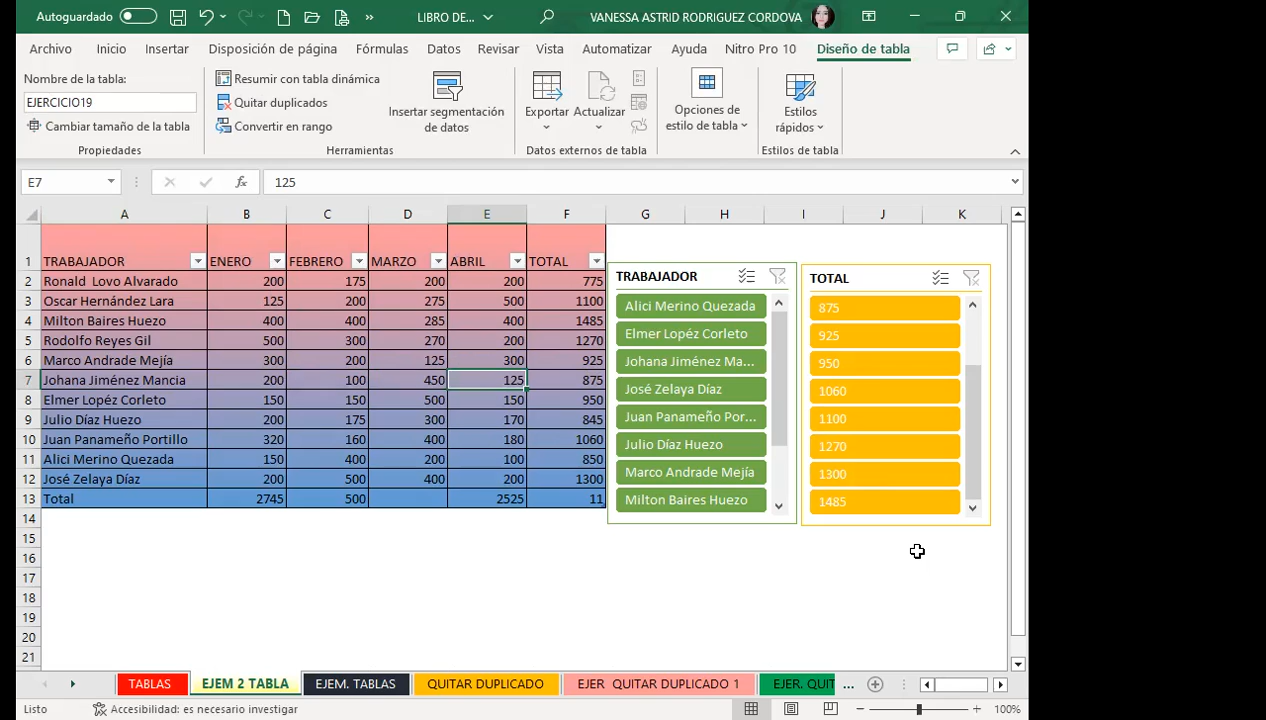 Autoguardado LIBRO DE... VANESSA ASTRID RODRIGUEZ CORDOVA
Archivo Inicio Insertar Disposición de página Fórmulas Datos Revisar Vista Automatizar Ayuda Nitro Pro 10 Diseño de tabla
Nombre de la tabla:
EJERCICIO19
Cambiar tamaño de la tabla
Propiedades
Resumir con tabla dinámica
Quitar duplicados
Convertir en rango
Insertar segmentación
de datos
Herramientas
Exportar Actualizar
Datos externos de tabla
Opciones de
estilo de tabla
Estilos
rápidos
Estilos de tabla
E7 fx 125
A B C D E F G H I J K
1 TRABAJADOR ENERO FEBRERO MARZO ABRIL TOTAL
2 Ronald Lovo Alvarado 200 175 200 200 775
3 Oscar Hernández Lara 125 200 275 500 1100
4 Milton Baires Huezo 400 400 285 400 1485
5 Rodolfo Reyes Gil 500 300 270 200 1270
6 Marco Andrade Mejía 300 200 125 300 925
7 Johana Jiménez Mancia 200 100 450 125 875
8 Elmer Lopéz Corleto 150 150 500 150 950
9 Julio Díaz Huezo 200 175 300 170 845
10 Juan Panameño Portillo 320 160 400 180 1060
11 Alici Merino Quezada 150 400 200 100 850
12 José Zelaya Díaz 200 500 400 200 1300
13 Total 2745 500 2525 11
14
15
16
17
18
19
20
21
TRABAJADOR
Alici Merino Quezada
Elmer Lopéz Corleto
Johana Jiménez Ma...
José Zelaya Díaz
Juan Panameño Por...
Julio Díaz Huezo
Marco Andrade Mejía
Milton Baires Huezo
TOTAL
875
925
950
1060
1100
1270
1300
1485
TABLAS EJEM 2 TABLA EJEM. TABLAS QUITAR DUPLICADO EJER QUITAR DUPLICADO 1 EJER. QUIT ...
Listo Accesibilidad: es necesario investigar 100%